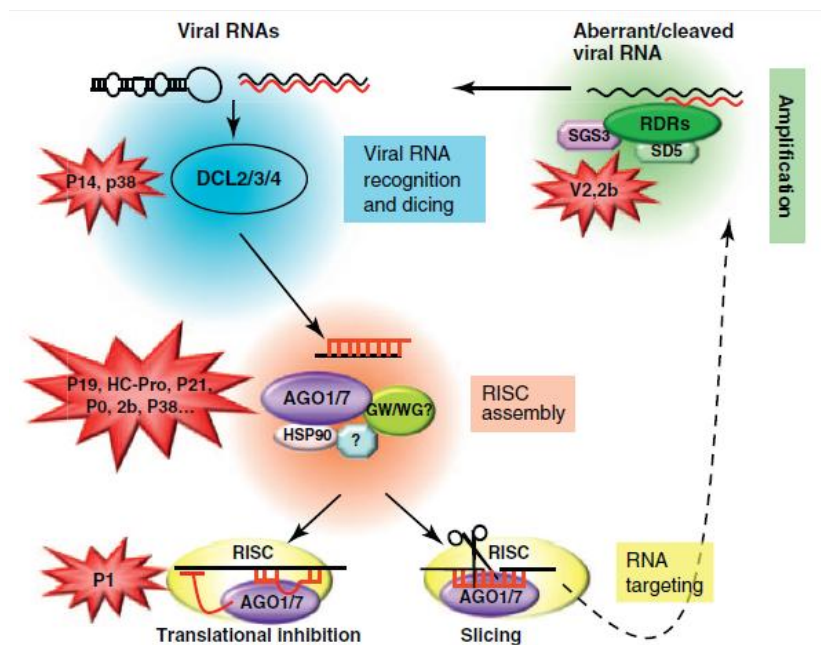 Viral RNAs
Aberrant/cleaved
viral RNA
Amplification
RDRs
SGS3
SD5
V2,2b
P14, p38
DCL2/3/4
Viral RNA
recognition
and dicing
P19, HC-Pro, P21,
P0, 2b, P38...
AGO1/7
GW/WG?
HSP90
?
RISC
assembly
P1
RISC
AGO1/7
Translational inhibition
RISC
AGO1/7
Slicing
RNA
targeting